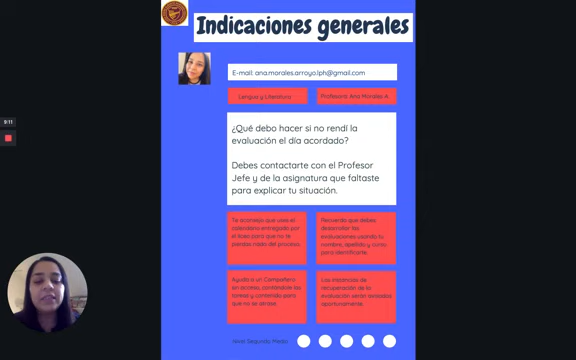 Indicaciones generales
E-mail: ana.morales.arroyo.lph@gmail.com
Lengua y Literatura
Profesora: Ana Morales A.
¿Qué debo hacer si no rendí la
evaluación el día acordado?
Debes contactarte con el Profesor
Jefe y de la asignatura que faltaste
para explicar tu situación.
Te aconsejo que uses el
calendario entregado por
el liceo para que no te
pierdas nada del proceso.
Recuerda que debes
desarrollar las
evaluaciones usando tu
nombre, apellido y curso
para identificarte.
Ayuda a un Compañero
sin acceso, contándole las
tareas y contenido para
que no se atrase.
Las instancias de
recuperación de la
evaluación serán avisadas
oportunamente.
Nivel Segundo Medio
9:11